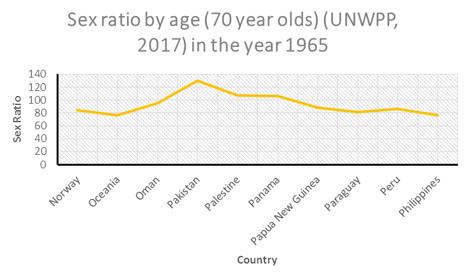 Sex ratio by age (70 year olds) (UNWPP,
2017) in the year 1965
140
120
100
80
60
40
20
0
Sex Ratio
Norway
Oceania
Oman
Pakistan
Palestine
Panama
Papua New Guinea
Paraguay
Peru
Philippines
Country